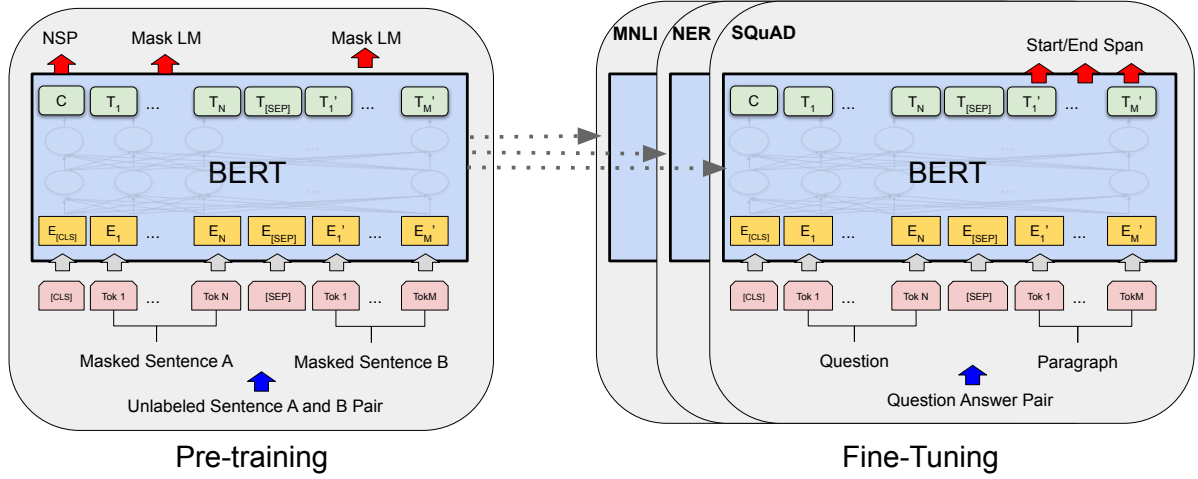 NSP Mask LM Mask LM
C T1 ... TN T[SEP] T1' ... TM'
...
BERT
...
E[CLS] E1 ... EN E[SEP] E1' ... EM'
[CLS] Tok 1 ... Tok N [SEP] Tok 1 ... TokM
Masked Sentence A Masked Sentence B
Unlabeled Sentence A and B Pair
Pre-training
MNLI NER SQuAD
Start/End Span
C T1 ... TN T[SEP] T1' ... TM'
...
BERT
...
E[CLS] E1 ... EN E[SEP] E1' ... EM'
[CLS] Tok 1 ... Tok N [SEP] Tok 1 ... TokM
Question Paragraph
Question Answer Pair
Fine-Tuning